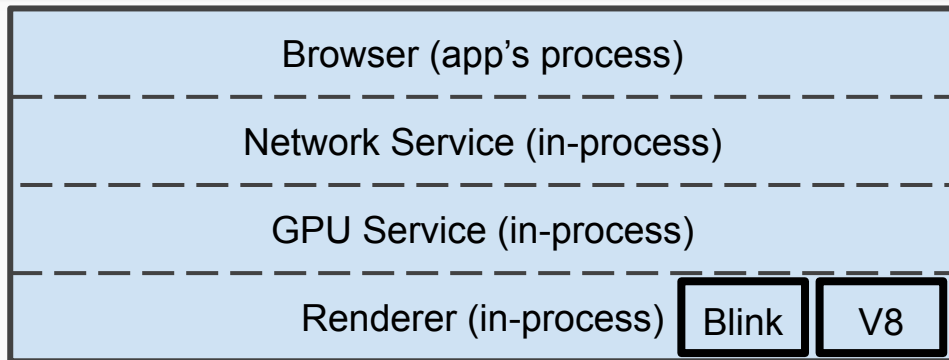 Browser (app's process)
Network Service (in-process)
GPU Service (in-process)
Renderer (in-process) Blink V8